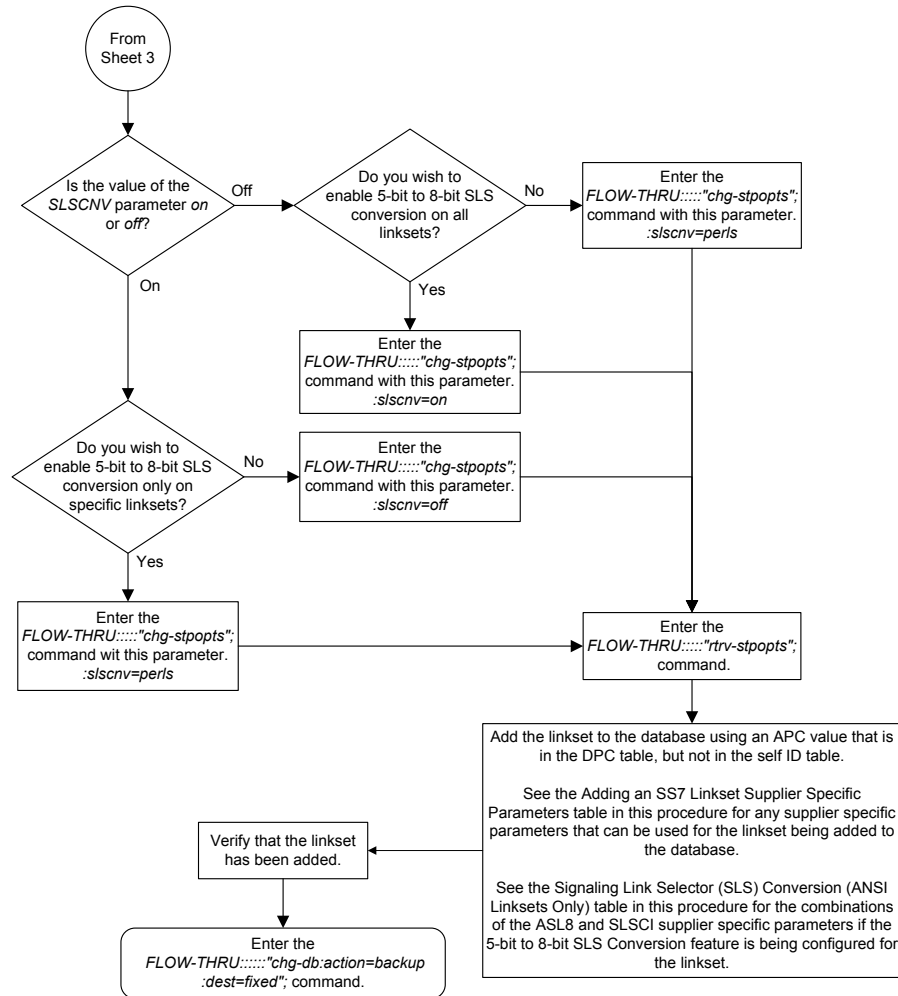 From
Sheet 3
Is the value of the
SLSCNV parameter on
or off?
Off
Do you wish to
enable 5-bit to 8-bit SLS
conversion on all
linksets?
No
Enter the
FLOW-THRU:::::"chg-stpopts";
command with this parameter.
:slscnv=perls
On
Yes
Enter the
FLOW-THRU:::::"chg-stpopts";
command with this parameter.
:slscnv=on
Do you wish to
enable 5-bit to 8-bit SLS
conversion only on
specific linksets?
No
Enter the
FLOW-THRU:::::"chg-stpopts";
command with this parameter.
:slscnv=off
Yes
Enter the
FLOW-THRU:::::"chg-stpopts";
command wit this parameter.
:slscnv=perls
Enter the
FLOW-THRU:::::"rtrv-stpopts";
command.
Add the linkset to the database using an APC value that is
in the DPC table, but not in the self ID table.
See the Adding an SS7 Linkset Supplier Specific
Parameters table in this procedure for any supplier specific
parameters that can be used for the linkset being added to
the database.
See the Signaling Link Selector (SLS) Conversion (ANSI
Linksets Only) table in this procedure for the combinations
of the ASL8 and SLSCI supplier specific parameters if the
5-bit to 8-bit SLS Conversion feature is being configured for
the linkset.
Verify that the linkset
has been added.
Enter the
FLOW-THRU::::::"chg-db:action=backup
:dest=fixed"; command.